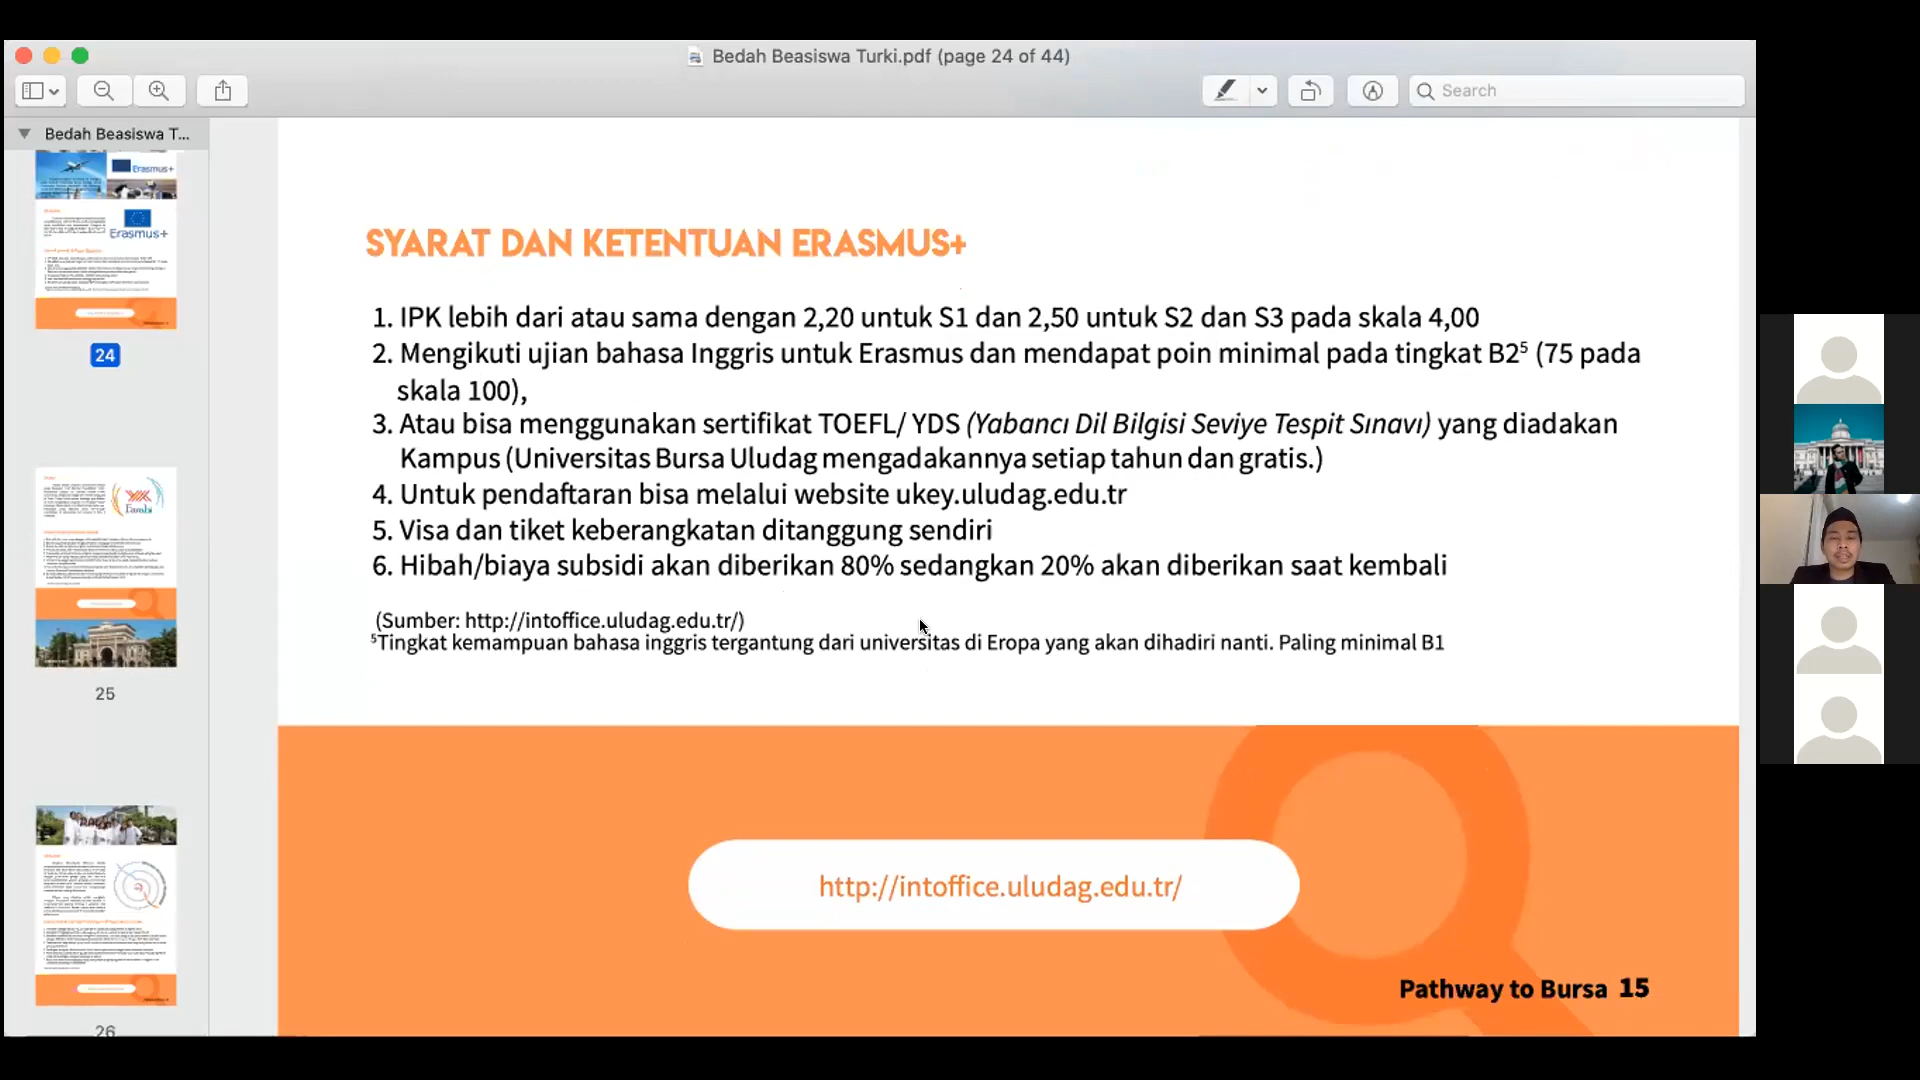 Bedah Beasiswa Turki.pdf (page 24 of 44)
Search
Bedah Beasiswa T...
Erasmus+
Erasmus+
24
Farabi
25
26
SYARAT DAN KETENTUAN ERASMUS+
1. IPK lebih dari atau sama dengan 2,20 untuk S1 dan 2,50 untuk S2 dan S3 pada skala 4,00
2. Mengikuti ujian bahasa Inggris untuk Erasmus dan mendapat poin minimal pada tingkat B2⁵ (75 pada
skala 100),
3. Atau bisa menggunakan sertifikat TOEFL/ YDS (Yabancı Dil Bilgisi Seviye Tespit Sınavı) yang diadakan
Kampus (Universitas Bursa Uludag mengadakannya setiap tahun dan gratis.)
4. Untuk pendaftaran bisa melalui website ukey.uludag.edu.tr
5. Visa dan tiket keberangkatan ditanggung sendiri
6. Hibah/biaya subsidi akan diberikan 80% sedangkan 20% akan diberikan saat kembali
(Sumber: http://intoffice.uludag.edu.tr/)
⁵Tingkat kemampuan bahasa inggris tergantung dari universitas di Eropa yang akan dihadiri nanti. Paling minimal B1
http://intoffice.uludag.edu.tr/
Pathway to Bursa 15